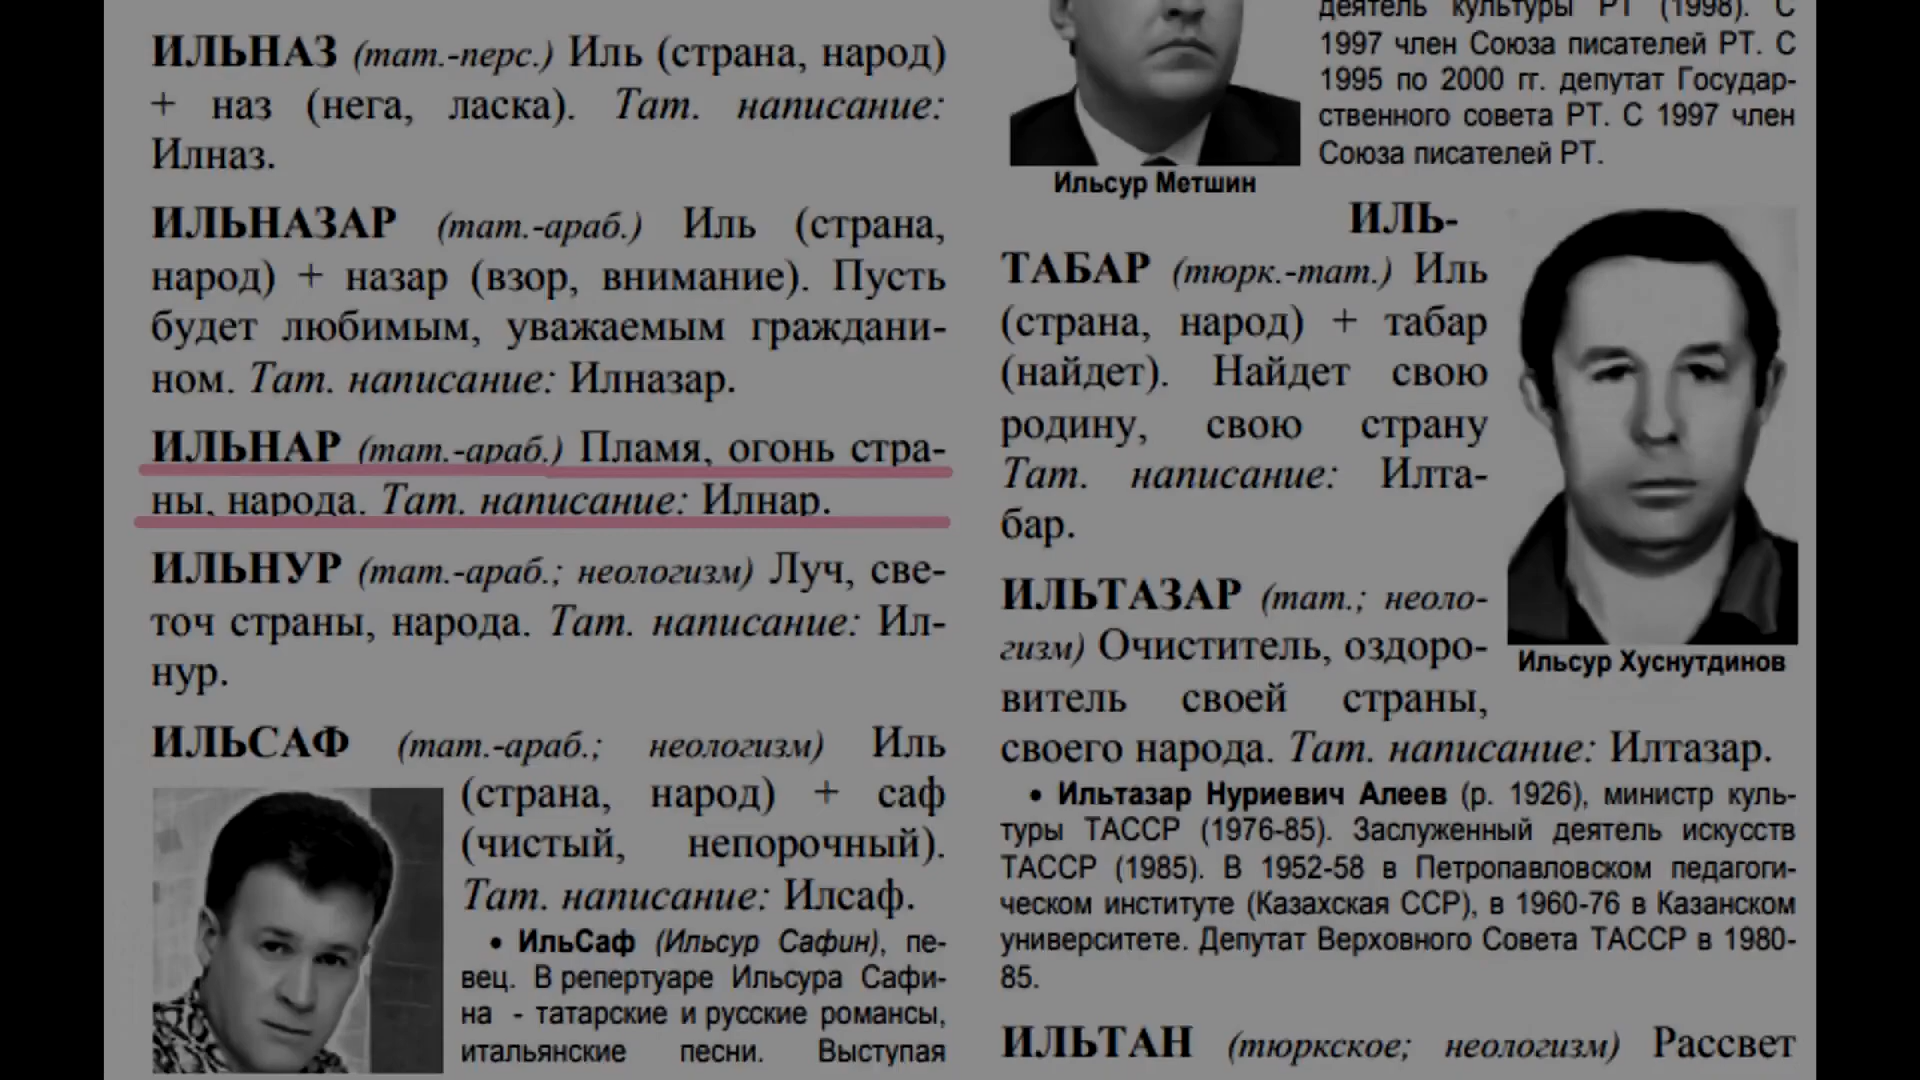 ИЛЬНАЗ (тат.-перс.) Иль (страна, народ)
+ наз (нега, ласка). Тат. написание:
Илназ.
ИЛЬНАЗАР (тат.-араб.) Иль (страна,
народ) + назар (взор, внимание). Пусть
будет любимым, уважаемым граждани-
ном. Тат. написание: Илназар.
ИЛЬНАР (тат.-араб.) Пламя, огонь стра-
ны, народа. Тат. написание: Илнар.
ИЛЬНУР (тат.-араб.; неологизм) Луч, све-
точ страны, народа. Тат. написание: Ил-
нур.
ИЛЬСАФ (тат.-араб.; неологизм) Иль
(страна, народ) + саф
(чистый, непорочный).
Тат. написание: Илсаф.
• ИльСаф (Ильсур Сафин), пе-
вец. В репертуаре Ильсура Сафи-
на - татарские и русские романсы,
итальянские песни. Выступая
деятель культуры РТ (1998). С
1997 член Союза писателей РТ. С
1995 по 2000 гг. депутат Государ-
ственного совета РТ. С 1997 член
Союза писателей РТ.
Ильсур Метшин
ИЛЬ-
ТАБАР (тюрк.-тат.) Иль
(страна, народ) + табар
(найдет). Найдет свою
родину, свою страну
Тат. написание: Илта-
бар.
ИЛЬТАЗАР (тат.; неоло-
гизм) Очиститель, оздоро-
витель своей страны,
своего народа. Тат. написание: Илтазар.
Ильсур Хуснутдинов
• Ильтазар Нуриевич Алеев (р. 1926), министр куль-
туры ТАССР (1976-85). Заслуженный деятель искусств
ТАССР (1985). В 1952-58 в Петропавловском педагоги-
ческом институте (Казахская ССР), в 1960-76 в Казанском
университете. Депутат Верховного Совета ТАССР в 1980-
85.
ИЛЬТАН (тюркское; неологизм) Рассвет